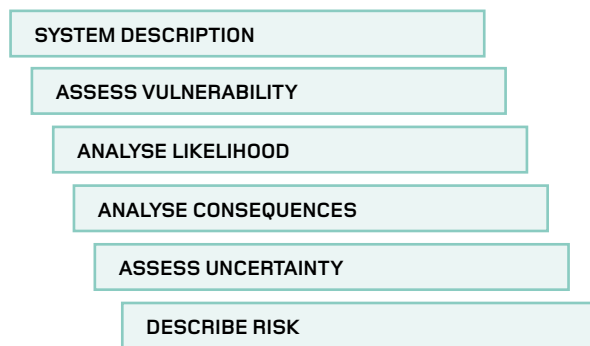 SYSTEM DESCRIPTION
ASSESS VULNERABILITY
ANALYSE LIKELIHOOD
ANALYSE CONSEQUENCES
ASSESS UNCERTAINTY
DESCRIBE RISK